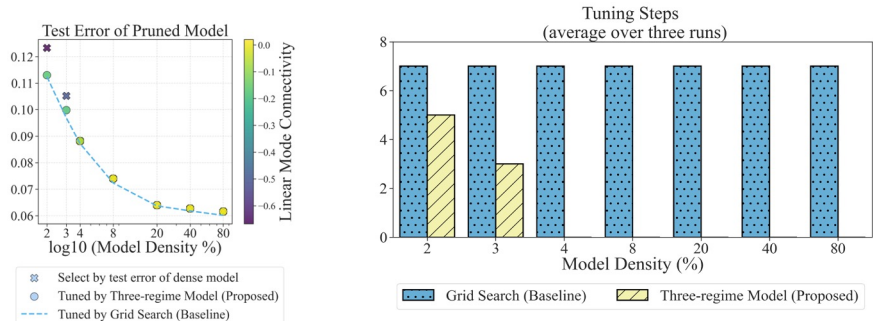 Test Error of Pruned Model
0.12
0.11
0.10
0.09
0.08
0.07
0.06
2 3 4 8 20 40 80
log10 (Model Density %)
0.0
−0.1
−0.2
−0.3
−0.4
−0.5
−0.6
Linear Mode Connectivity
Select by test error of dense model
Tuned by Three-regime Model (Proposed)
Tuned by Grid Search (Baseline)
Tuning Steps
(average over three runs)
8
6
4
2
0
2 3 4 8 20 40 80
Model Density (%)
Grid Search (Baseline) Three-regime Model (Proposed)